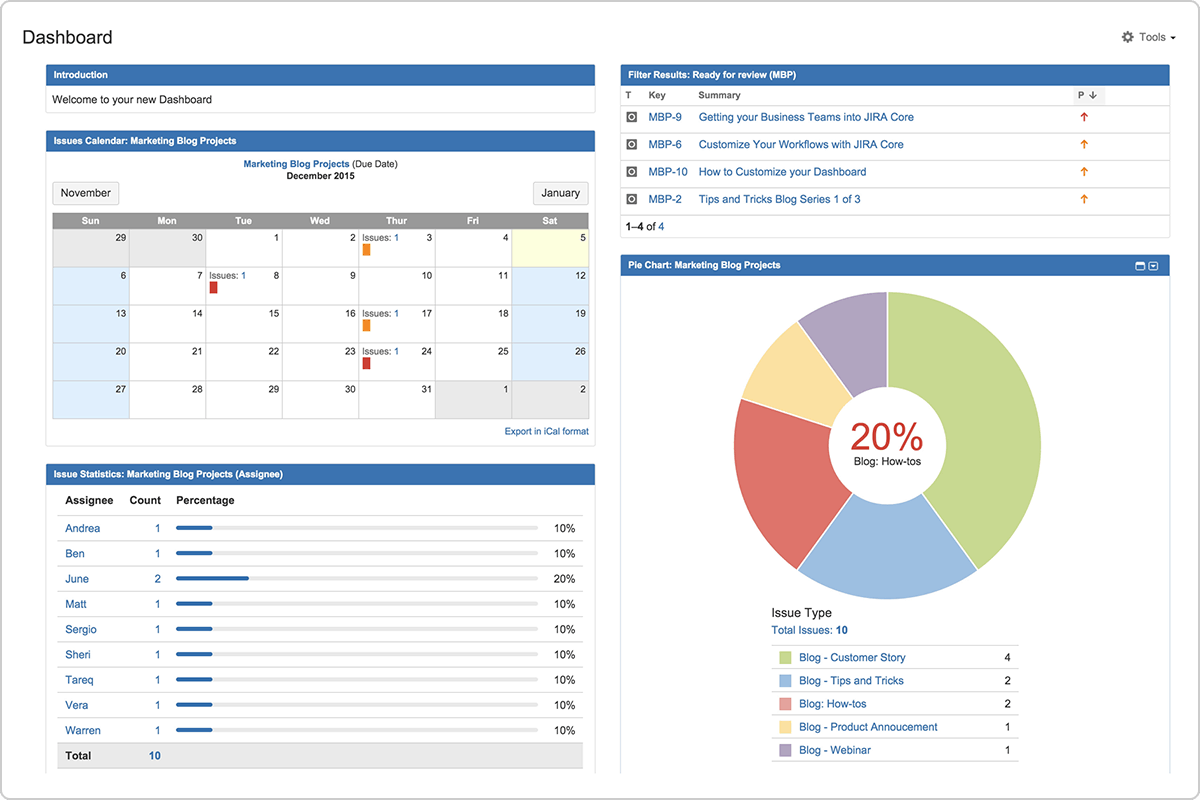 Dashboard
Tools
Introduction
Welcome to your new Dashboard
Issues Calendar: Marketing Blog Projects
Marketing Blog Projects (Due Date)
December 2015
November January
Sun Mon Tue Wed Thur Fri Sat
29 30 1 2 Issues: 1 3 4 5
6 7 Issues: 1 8 9 10 11 12
13 14 15 16 Issues: 1 17 18 19
20 21 22 23 Issues: 1 24 25 26
27 28 29 30 31 1 2
Export in iCal format
Issue Statistics: Marketing Blog Projects (Assignee)
Assignee Count Percentage
Andrea 1 10%
Ben 1 10%
June 2 20%
Matt 1 10%
Sergio 1 10%
Sheri 1 10%
Tareq 1 10%
Vera 1 10%
Warren 1 10%
Total 10
Filter Results: Ready for review (MBP)
T Key Summary P
MBP-9 Getting your Business Teams into JIRA Core
MBP-6 Customize Your Workflows with JIRA Core
MBP-10 How to Customize your Dashboard
MBP-2 Tips and Tricks Blog Series 1 of 3
1–4 of 4
Pie Chart: Marketing Blog Projects
20%
Blog: How-tos
Issue Type
Total Issues: 10
Blog - Customer Story 4
Blog - Tips and Tricks 2
Blog: How-tos 2
Blog - Product Annoucement 1
Blog - Webinar 1